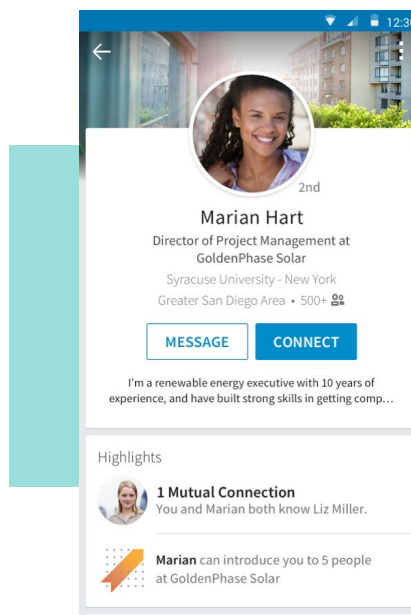 12:30
2nd
Marian Hart
Director of Project Management at
GoldenPhase Solar
Syracuse University - New York
Greater San Diego Area • 500+
MESSAGE
CONNECT
I'm a renewable energy executive with 10 years of
experience, and have built strong skills in getting comp…
Highlights
1 Mutual Connection
You and Marian both know Liz Miller.
Marian can introduce you to 5 people
at GoldenPhase Solar